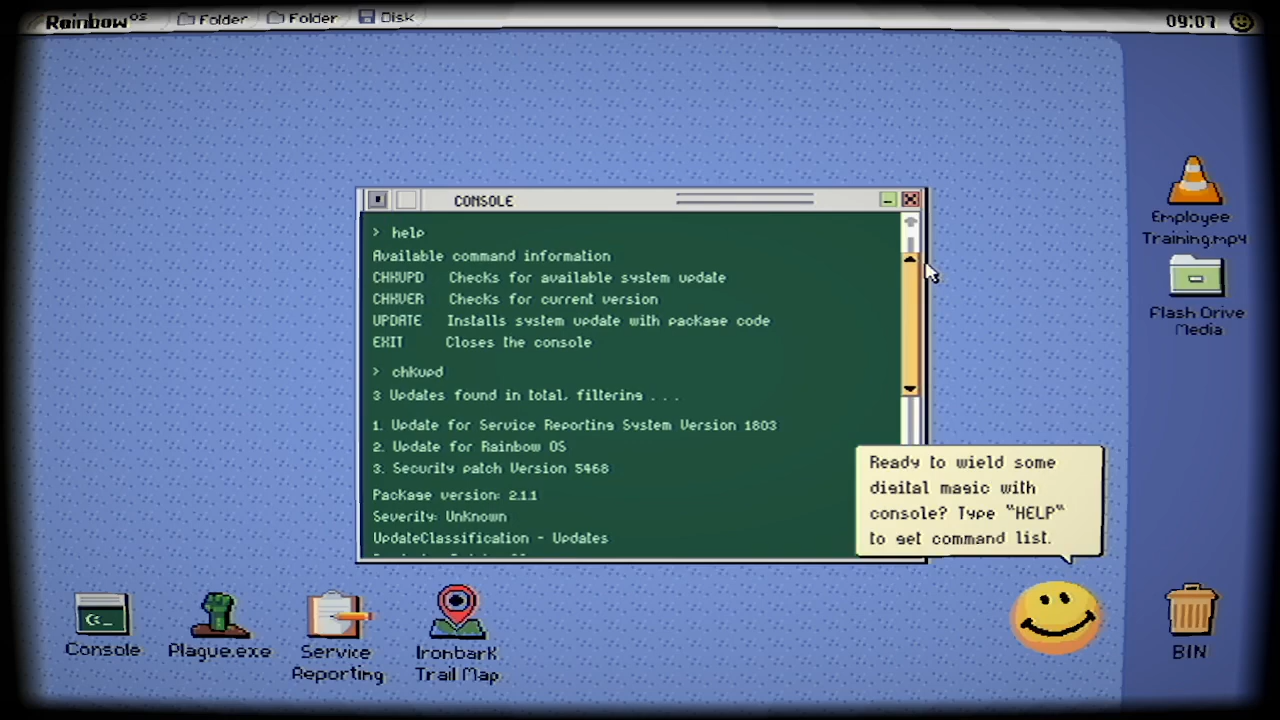 Rainbow OS
Folder
Folder
Disk
09:07
CONSOLE
> help
Available command information
CHKUPD Checks for available system update
CHKVER Checks for current version
UPDATE Installs system update with package code
EXIT Closes the console
> chkupd
3 Updates found in total, filtering . . .
1. Update for Service Reporting System Version 1803
2. Update for Rainbow OS
3. Security patch Version 5468
Package version: 2.1.1
Severity: Unknown
UpdateClassification - Updates
Ready to wield some
digital magic with
console? Type "HELP"
to get command list.
Employee
Training.mp4
Flash Drive
Media
Console
Plague.exe
Service
Reporting
Ironbark
Trail Map
BIN